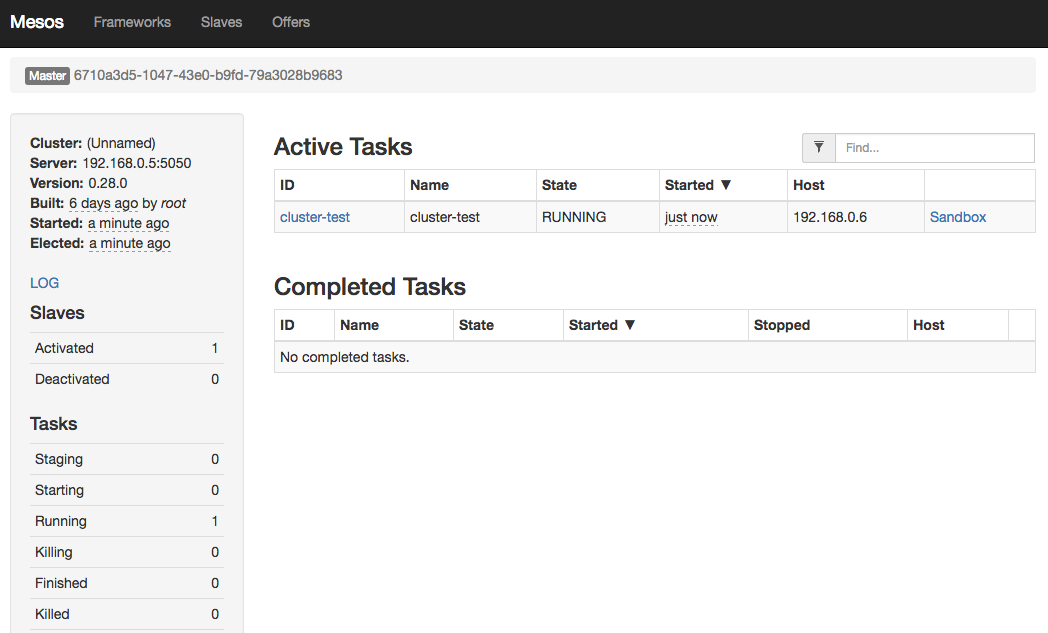 Mesos Frameworks Slaves Offers
Master 6710a3d5-1047-43e0-b9fd-79a3028b9683
Cluster: (Unnamed)
Server: 192.168.0.5:5050
Version: 0.28.0
Built: 6 days ago by root
Started: a minute ago
Elected: a minute ago
LOG
Slaves
Activated 1
Deactivated 0
Tasks
Staging 0
Starting 0
Running 1
Killing 0
Finished 0
Killed 0
Active Tasks
Find...
ID Name State Started ▼ Host
cluster-test cluster-test RUNNING just now 192.168.0.6 Sandbox
Completed Tasks
ID Name State Started ▼ Stopped Host
No completed tasks.